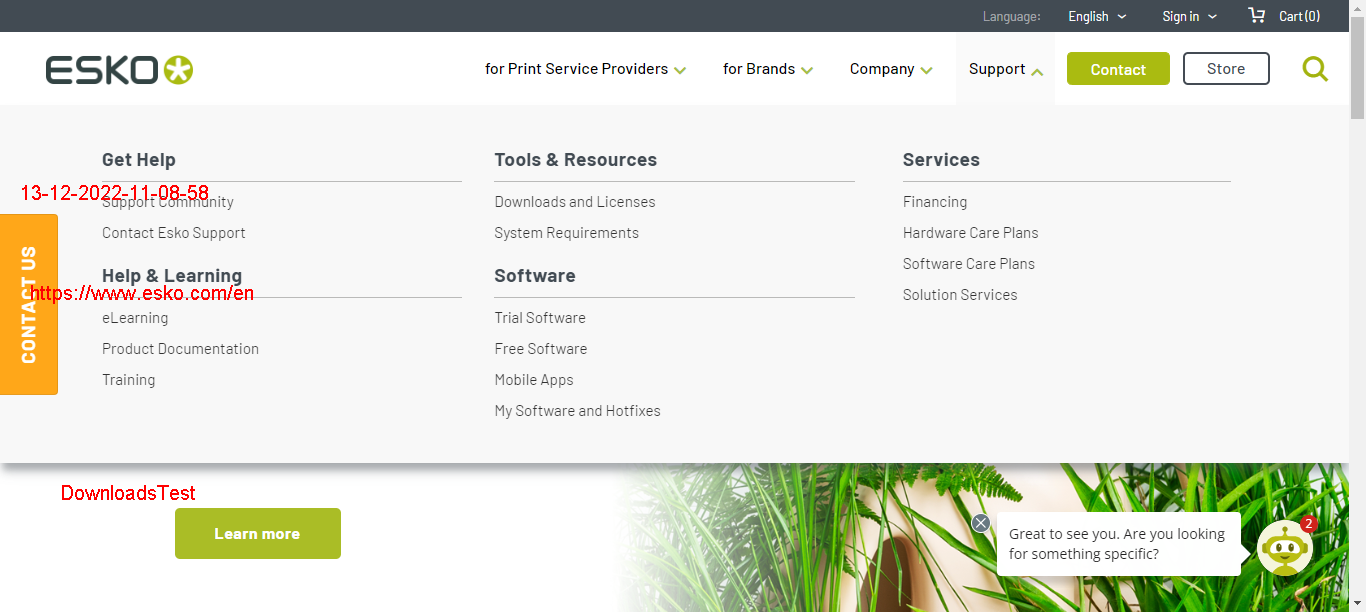 Language: English Sign in Cart (0)
ESKO
for Print Service Providers for Brands Company Support Contact Store
Get Help
13-12-2022-11-08-58
Support Community
Contact Esko Support
CONTACT US
Help & Learning
https://www.esko.com/en
eLearning
Product Documentation
Training
Tools & Resources
Downloads and Licenses
System Requirements
Software
Trial Software
Free Software
Mobile Apps
My Software and Hotfixes
Services
Financing
Hardware Care Plans
Software Care Plans
Solution Services
DownloadsTest
Learn more
Great to see you. Are you looking
for something specific?
2